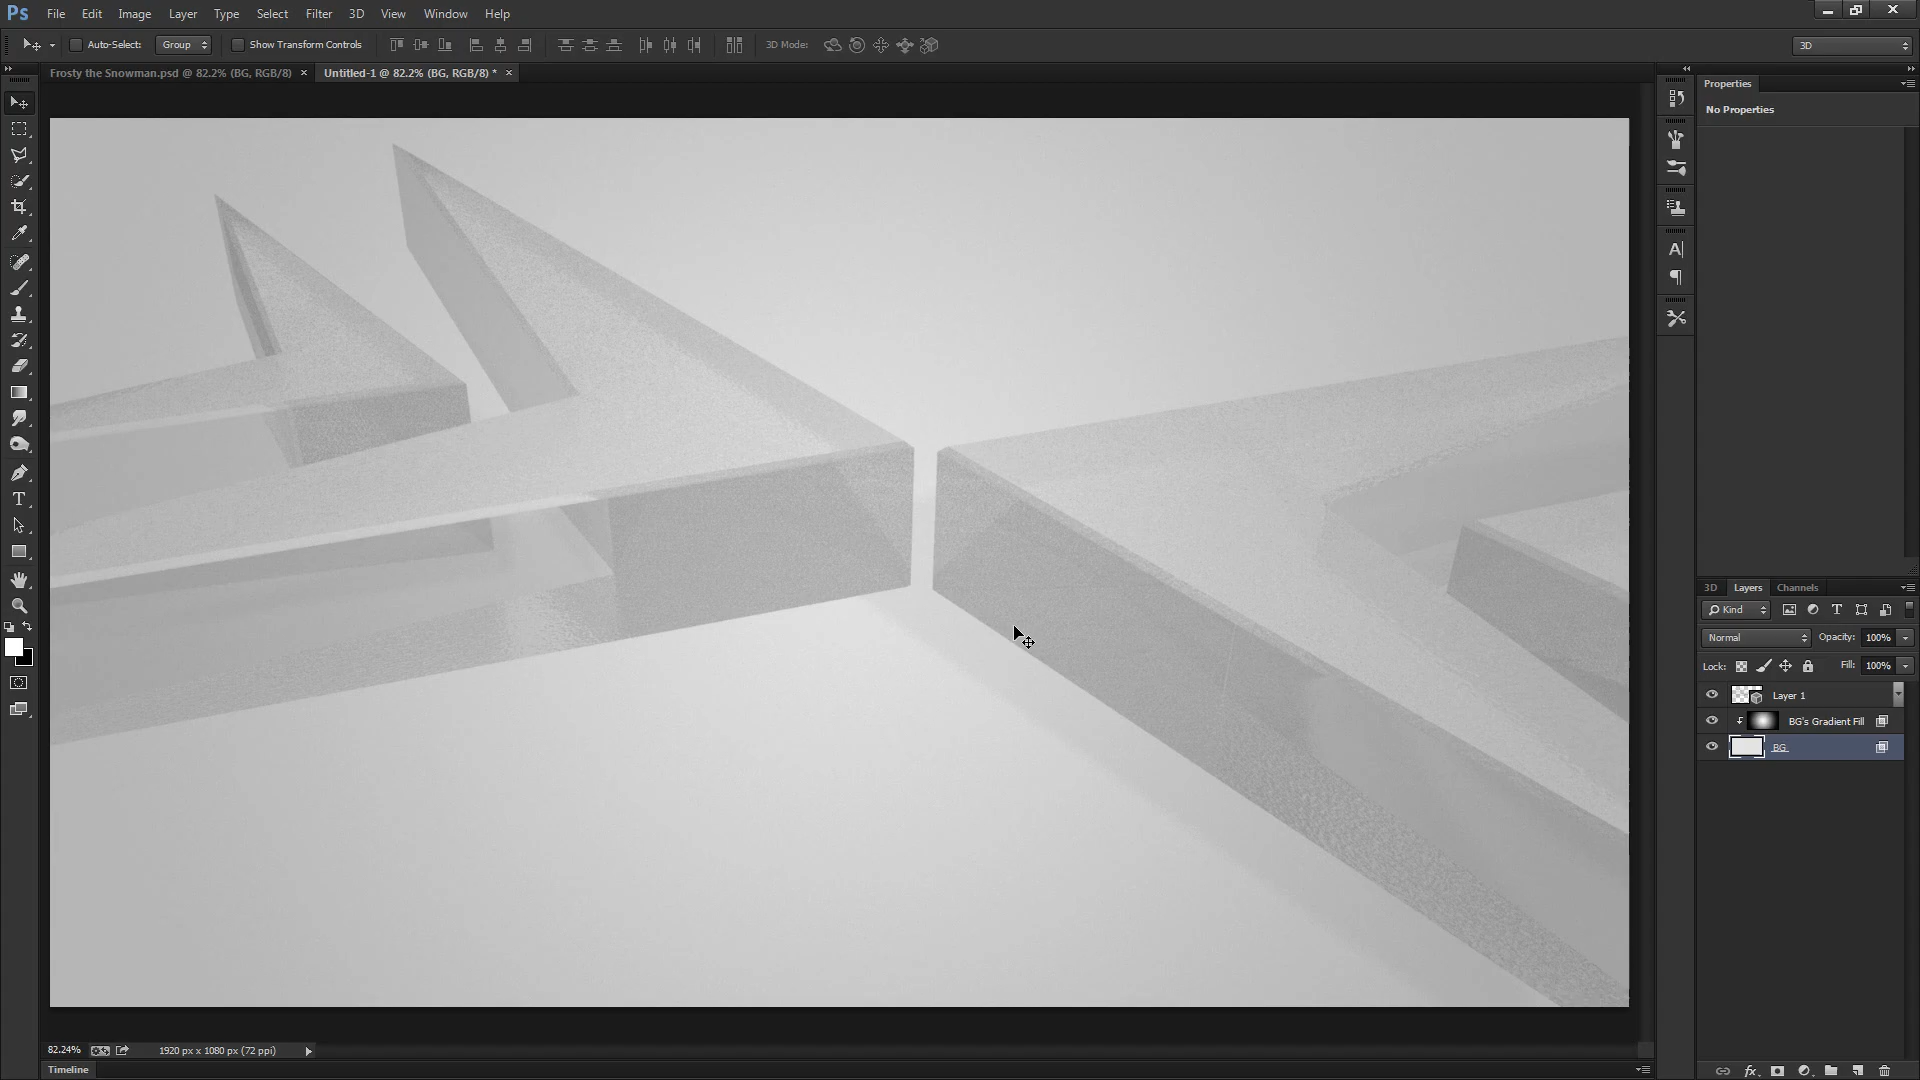 Ps File Edit Image Layer Type Select Filter 3D View Window Help
Auto-Select: Group Show Transform Controls 3D Mode: 3D
Frosty the Snowman.psd @ 82.2% (BG, RGB/8) × Untitled-1 @ 82.2% (BG, RGB/8) * ×
Properties
No Properties
3D Layers Channels
Kind
Normal Opacity: 100%
Lock: Fill: 100%
Layer 1
BG's Gradient Fill
BG
82.24% 1920 px x 1080 px (72 ppi)
Timeline